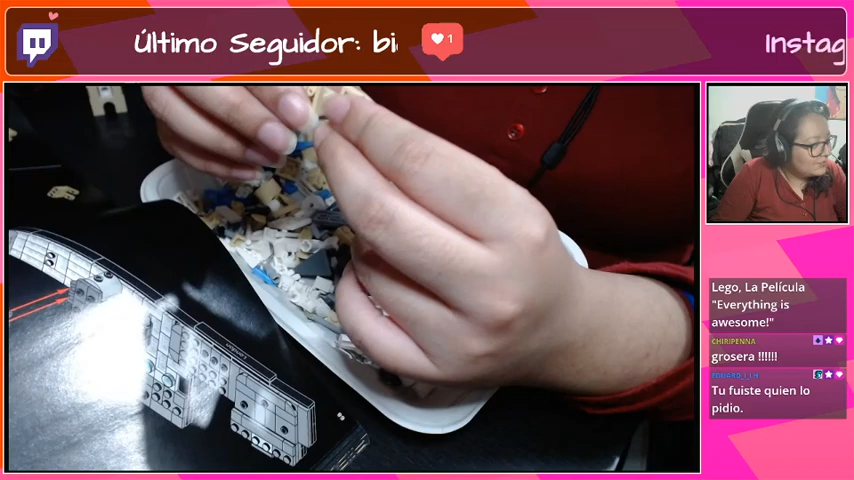 Último Seguidor: bi
1
Instag
Lego, La Película
"Everything is
awesome!"
CHIRIPENNA
grosera !!!!!!
Tu fuiste quien lo
pidio.